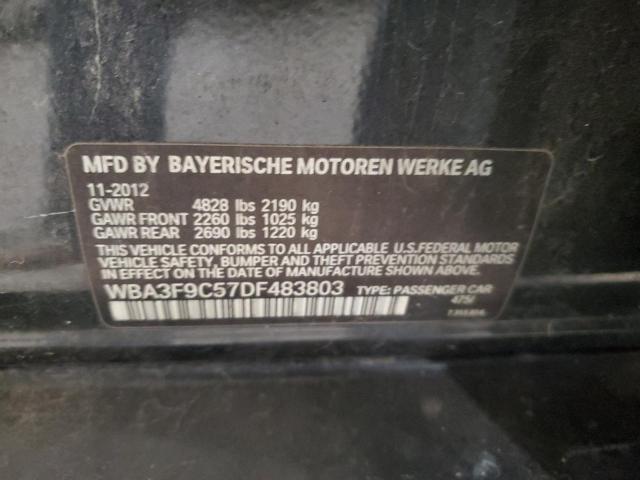 MFD BY BAYERISCHE MOTOREN WERKE AG
11-2012
GVWR 4828 lbs 2190 kg
GAWR FRONT 2260 lbs 1025 kg
GAWR REAR 2690 lbs 1220 kg
THIS VEHICLE CONFORMS TO ALL APPLICABLE U.S.FEDERAL MOTOR
VEHICLE SAFETY, BUMPER AND THEFT PREVENTION STANDARDS
IN EFFECT ON THE DATE OF MANUFACTURE SHOWN ABOVE.
WBA3F9C57DF483803 TYPE: PASSENGER CAR
475/